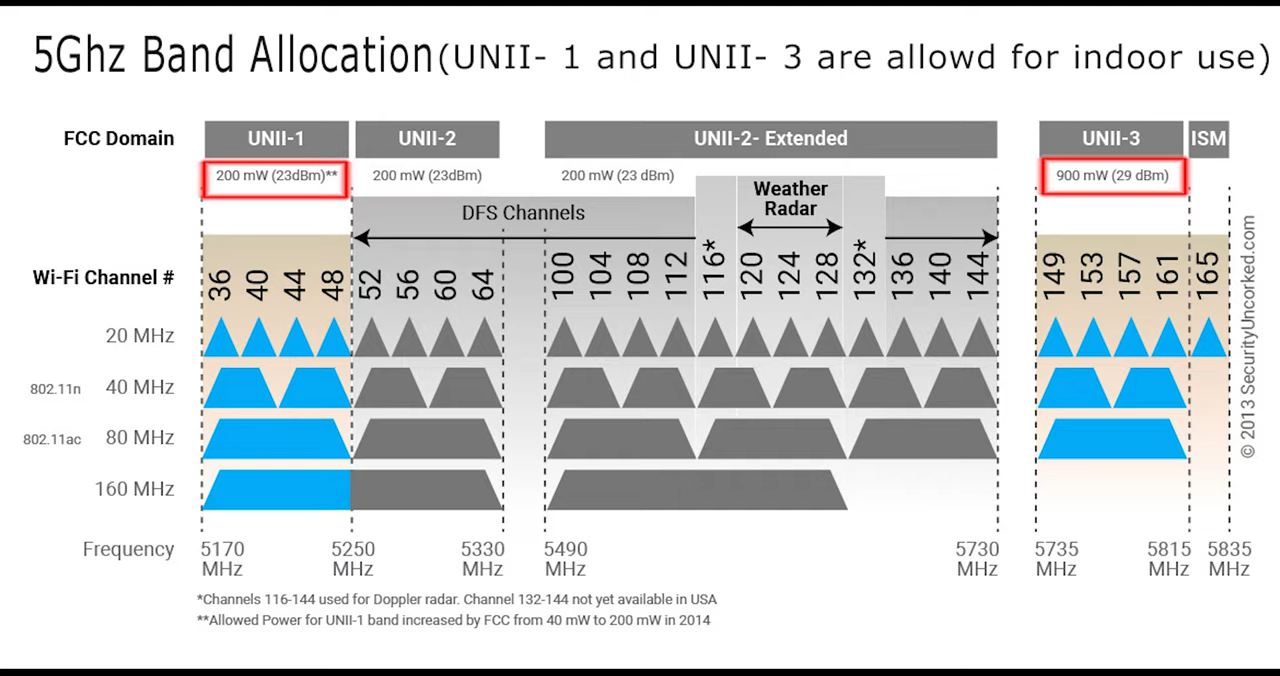 5Ghz Band Allocation(UNII- 1 and UNII- 3 are allowd for indoor use)
FCC Domain UNII-1 UNII-2 UNII-2- Extended UNII-3 ISM
200 mW (23dBm)** 200 mW (23dBm) 200 mW (23 dBm) 900 mW (29 dBm)
Weather
Radar
DFS Channels
Wi-Fi Channel # 36 40 44 48 52 56 60 64 100 104 108 112 116* 120 124 128 132* 136 140 144 149 153 157 161 165
20 MHz
802.11n 40 MHz
802.11ac 80 MHz
160 MHz
Frequency 5170 5250 5330 5490 5730 5735 5815 5835
MHz MHz MHz MHz MHz MHz MHz MHz
*Channels 116-144 used for Doppler radar. Channel 132-144 not yet available in USA
**Allowed Power for UNII-1 band increased by FCC from 40 mW to 200 mW in 2014
© 2013 SecurityUncorked.com